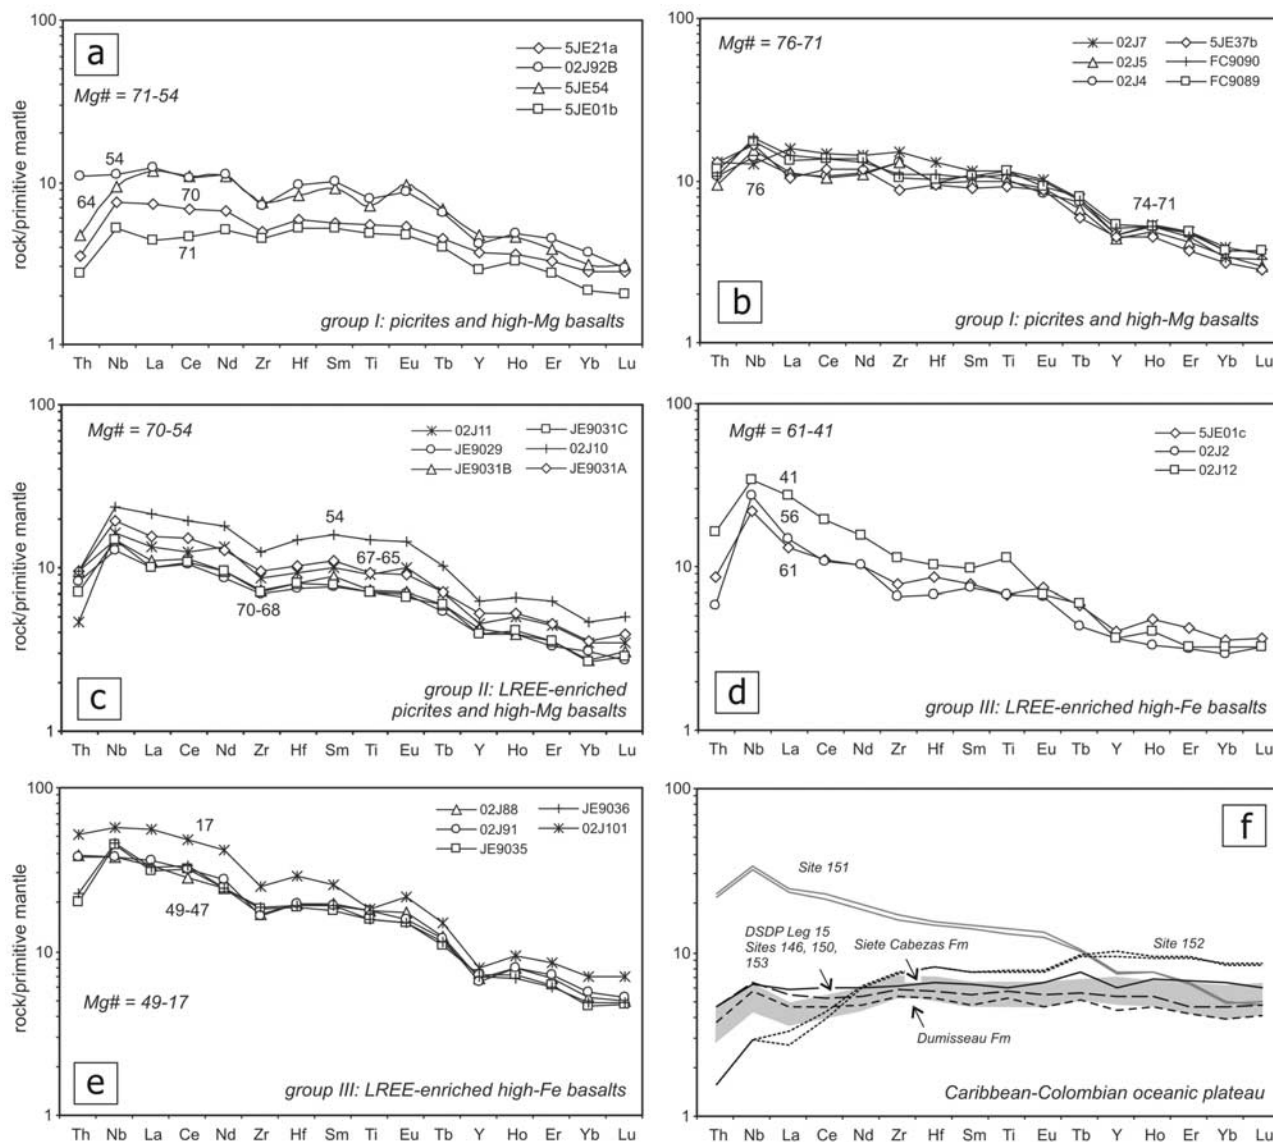 100
a
Mg# = 71-54
5JE21a
02J92B
5JE54
5JE01b
54
10
64
70
71
rock/primitive mantle
group I: picrites and high-Mg basalts
1
Th Nb La Ce Nd Zr Hf Sm Ti Eu Tb Y Ho Er Yb Lu
100
Mg# = 76-71
02J7 5JE37b
02J5 FC9090
02J4 FC9089
10
76
74-71
rock/primitive mantle
b
group I: picrites and high-Mg basalts
1
Th Nb La Ce Nd Zr Hf Sm Ti Eu Tb Y Ho Er Yb Lu
100
Mg# = 70-54
02J11 JE9031C
JE9029 02J10
JE9031B JE9031A
54
67-65
10
70-68
rock/primitive mantle
c
group II: LREE-enriched
picrites and high-Mg basalts
1
Th Nb La Ce Nd Zr Hf Sm Ti Eu Tb Y Ho Er Yb Lu
100
Mg# = 61-41
5JE01c
02J2
02J12
41
56
61
10
rock/primitive mantle
d
group III: LREE-enriched high-Fe basalts
1
Th Nb La Ce Nd Zr Hf Sm Ti Eu Tb Y Ho Er Yb Lu
100
02J88 JE9036
02J91 02J101
JE9035
17
49-47
10
rock/primitive mantle
Mg# = 49-17
e
group III: LREE-enriched high-Fe basalts
1
Th Nb La Ce Nd Zr Hf Sm Ti Eu Tb Y Ho Er Yb Lu
100
f
Site 151
DSDP Leg 15
Sites 146, 150,
153
Siete Cabezas Fm
Site 152
10
Dumisseau Fm
Caribbean-Colombian oceanic plateau
1
Th Nb La Ce Nd Zr Hf Sm Ti Eu Tb Y Ho Er Yb Lu